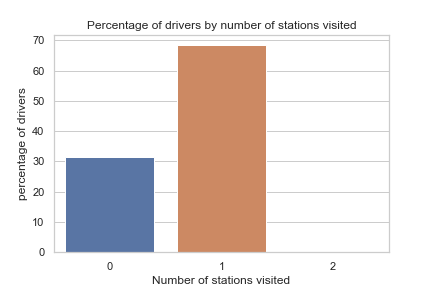 Percentage of drivers by number of stations visited
percentage of drivers
70
60
50
40
30
20
10
0
0 1 2
Number of stations visited